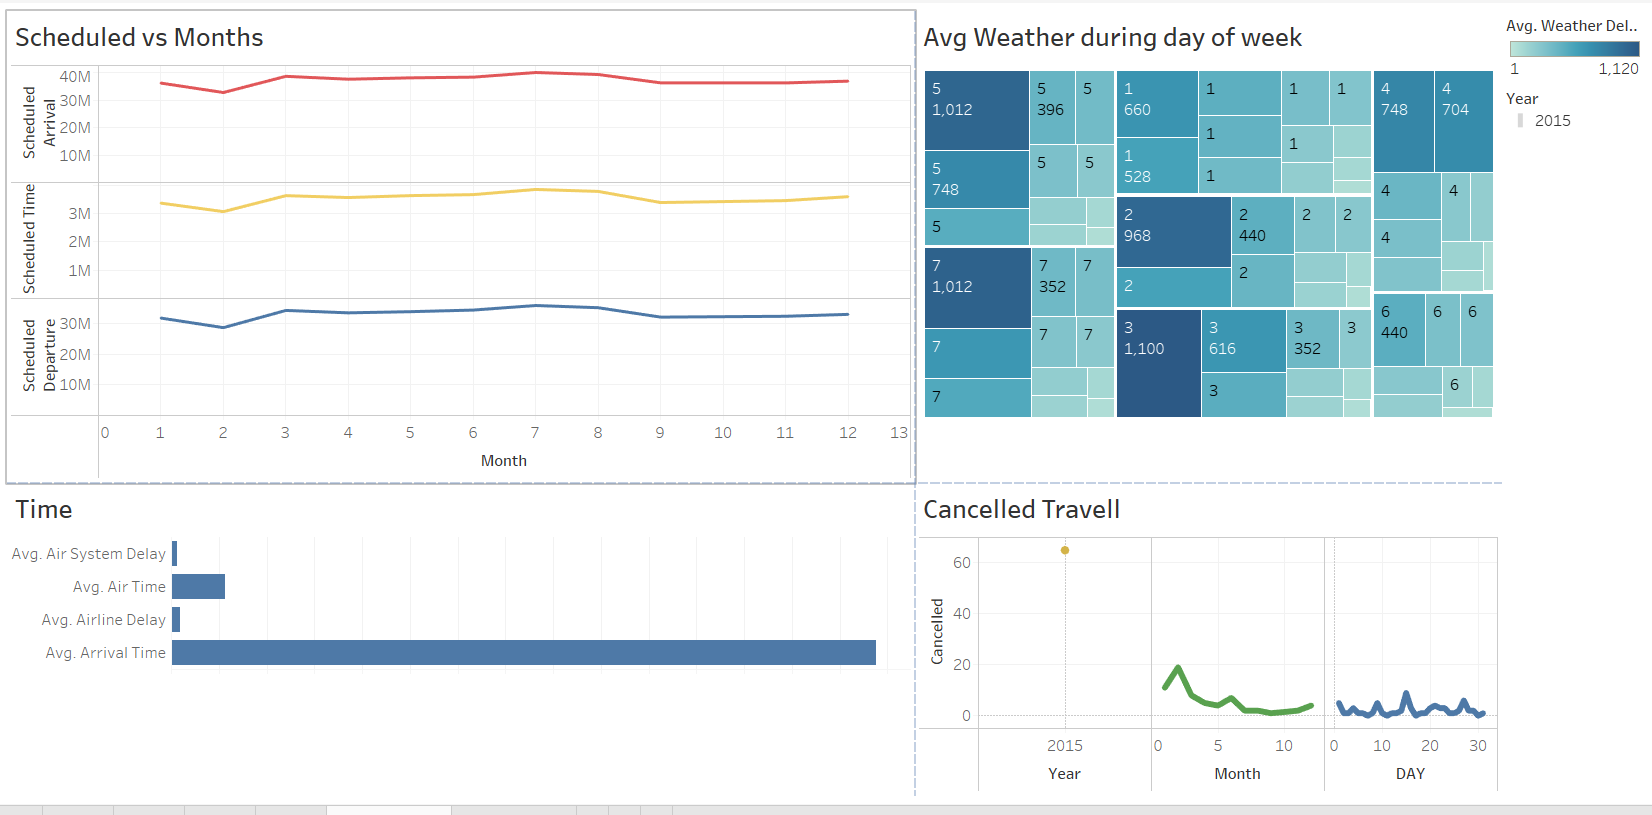 Scheduled vs Months
Scheduled
Arrival
40M
30M
20M
10M
Scheduled Time
3M
2M
1M
Scheduled
Departure
30M
20M
10M
0 1 2 3 4 5 6 7 8 9 10 11 12 13
Month
Avg Weather during day of week
5
1,012
5
396
5
5
748
5
5
5
7
1,012
7
352
7
7
7
7
7
1
660
1
1
1
1
528
1
1
1
2
968
2
440
2
2
2
2
3
1,100
3
616
3
352
3
3
4
748
4
704
4
4
4
6
440
6
6
6
Avg. Weather Del..
1 1,120
Year
2015
Time
Avg. Air System Delay
Avg. Air Time
Avg. Airline Delay
Avg. Arrival Time
Cancelled Travell
Cancelled
60
40
20
0
2015 0 5 10 0 10 20 30
Year Month DAY